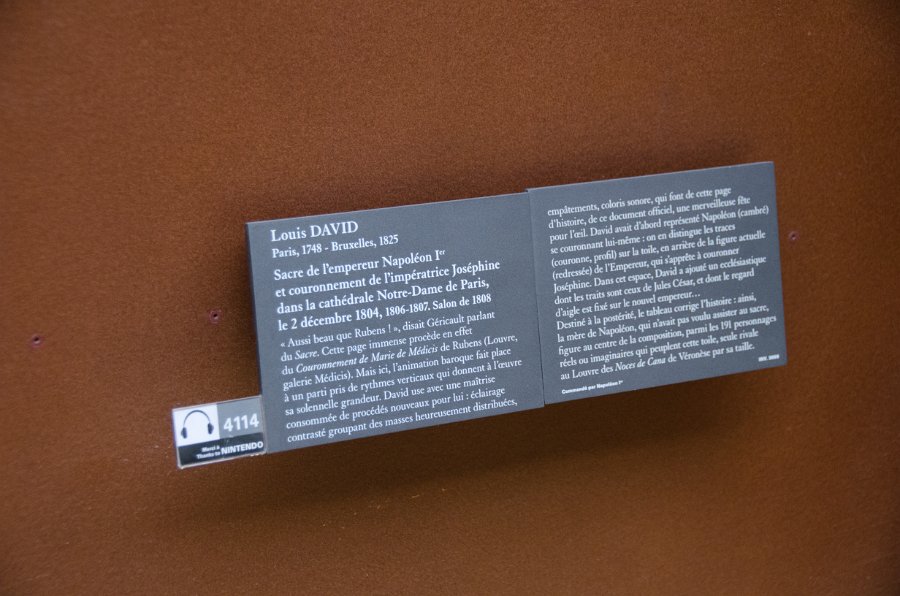 Louis DAVID
Paris, 1748 - Bruxelles, 1825
Sacre de l'empereur Napoléon Ier
et couronnement de l'impératrice Joséphine
dans la cathédrale Notre-Dame de Paris,
le 2 décembre 1804, 1806-1807. Salon de 1808
« Aussi beau que Rubens ! », disait Géricault parlant
du Sacre. Cette page immense procède en effet
du Couronnement de Marie de Médicis de Rubens (Louvre,
galerie Médicis). Mais ici, l'animation baroque fait place
à un parti pris de rythmes verticaux qui donnent à l'œuvre
sa solennelle grandeur. David use avec une maîtrise
consommée de procédés nouveaux pour lui : éclairage
contrasté groupant des masses heureusement distribuées,
empâtements, coloris sonore, qui font de cette page
d'histoire, de ce document officiel, une merveilleuse fête
pour l'œil. David avait d'abord représenté Napoléon (cambré)
se couronnant lui-même : on en distingue les traces
(couronne, profil) sur la toile, en arrière de la figure actuelle
(redressée) de l'Empereur, qui s'apprête à couronner
Joséphine. Dans cet espace, David a ajouté un ecclésiastique
dont les traits sont ceux de Jules César, et dont le regard
d'aigle est fixé sur le nouvel empereur...
Destiné à la postérité, le tableau corrige l'histoire : ainsi,
la mère de Napoléon, qui n'avait pas voulu assister au sacre,
figure au centre de la composition, parmi les 191 personnages
réels ou imaginaires qui peuplent cette toile, seule rivale
au Louvre des Noces de Cana de Véronèse par sa taille.
Commandé par Napoléon Ier
INV. 3699
4114
Merci à
Thanks to NINTENDO